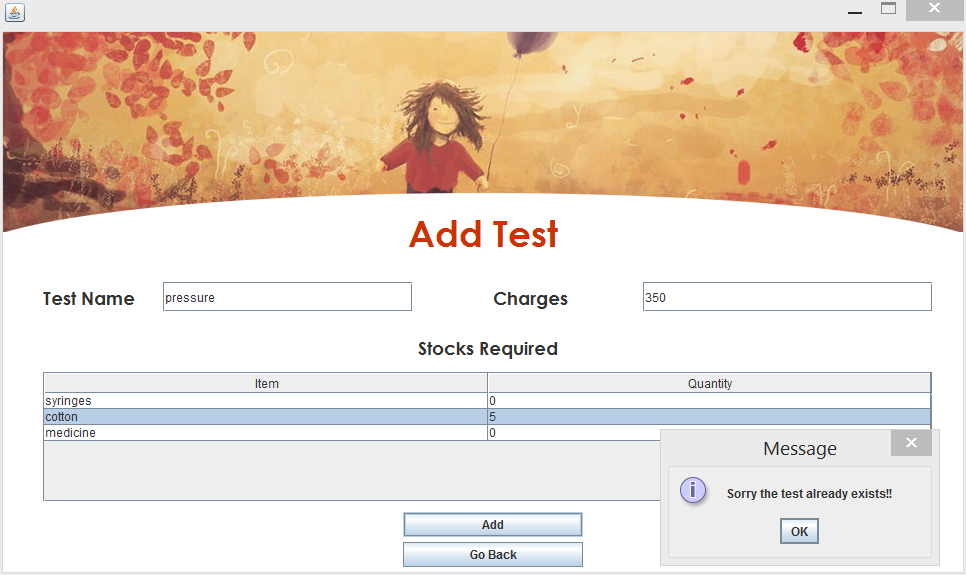 Add Test
Test Name pressure Charges 350
Stocks Required
Item Quantity
syringes 0
cotton 5
medicine 0
Message
Sorry the test already exists!!
OK
Add
Go Back